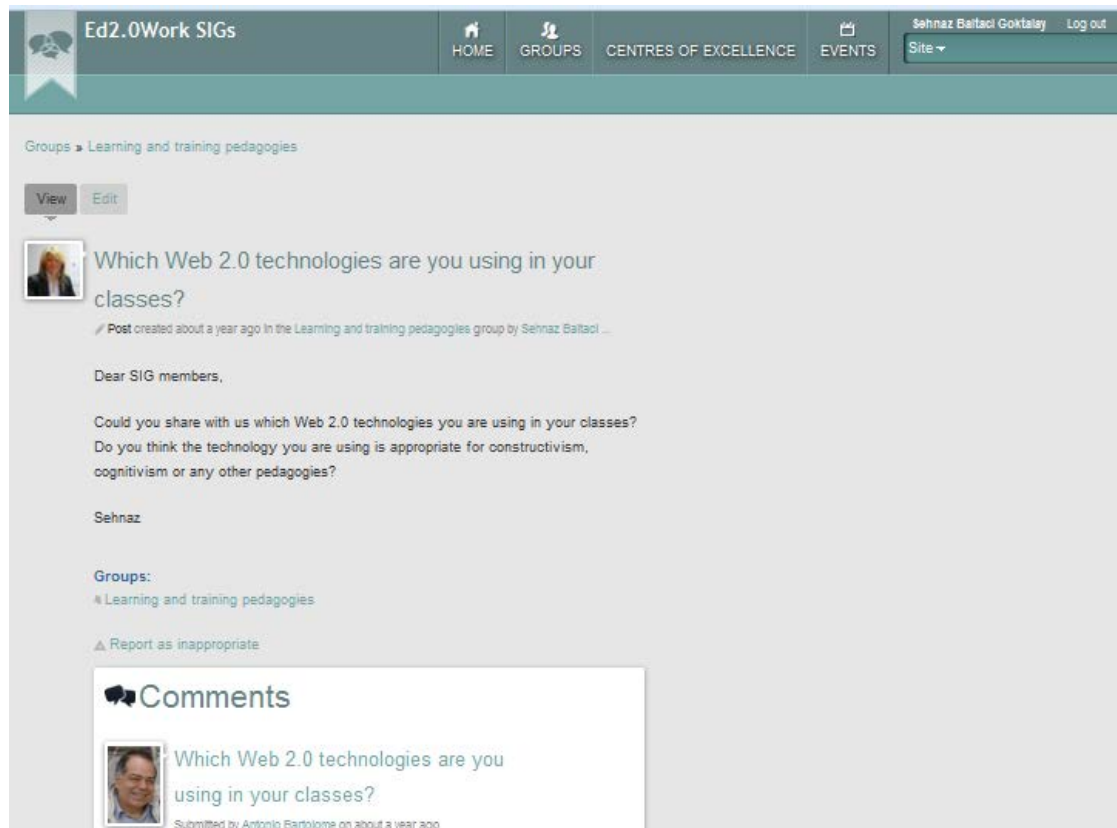 Ed2.0Work SIGs
HOME
GROUPS
CENTRES OF EXCELLENCE
EVENTS
Sehnaz Baltaci Goktalay Log out
Site
Groups » Learning and training pedagogies
View Edit
Which Web 2.0 technologies are you using in your
classes?
Post created about a year ago in the Learning and training pedagogies group by Sehnaz Baltaci ...
Dear SIG members,
Could you share with us which Web 2.0 technologies you are using in your classes?
Do you think the technology you are using is appropriate for constructivism,
cognitivism or any other pedagogies?
Sehnaz
Groups:
Learning and training pedagogies
Report as inappropriate
Comments
Which Web 2.0 technologies are you
using in your classes?
Submitted by Antonio Bartolome on about a year ago